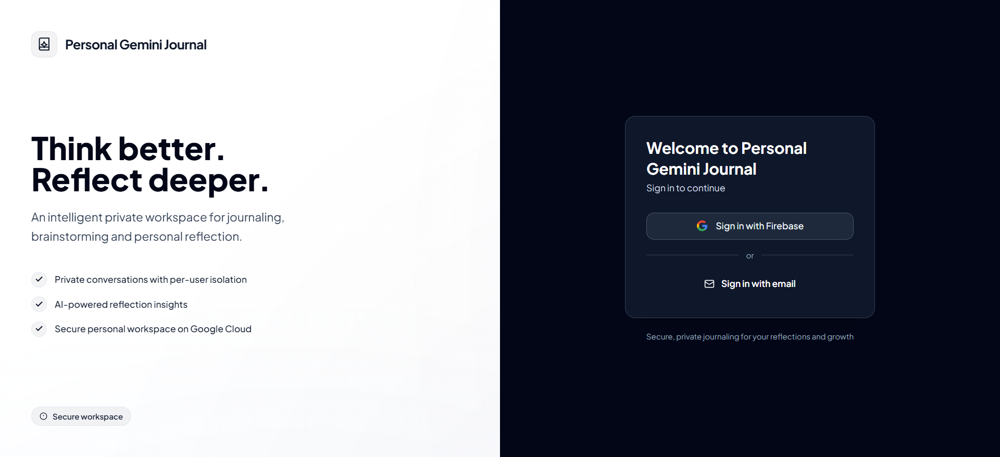 Personal Gemini Journal
Think better.
Reflect deeper.
An intelligent private workspace for journaling,
brainstorming and personal reflection.
Private conversations with per-user isolation
AI-powered reflection insights
Secure personal workspace on Google Cloud
Secure workspace
Welcome to Personal
Gemini Journal
Sign in to continue
Sign in with Firebase
or
Sign in with email
Secure, private journaling for your reflections and growth